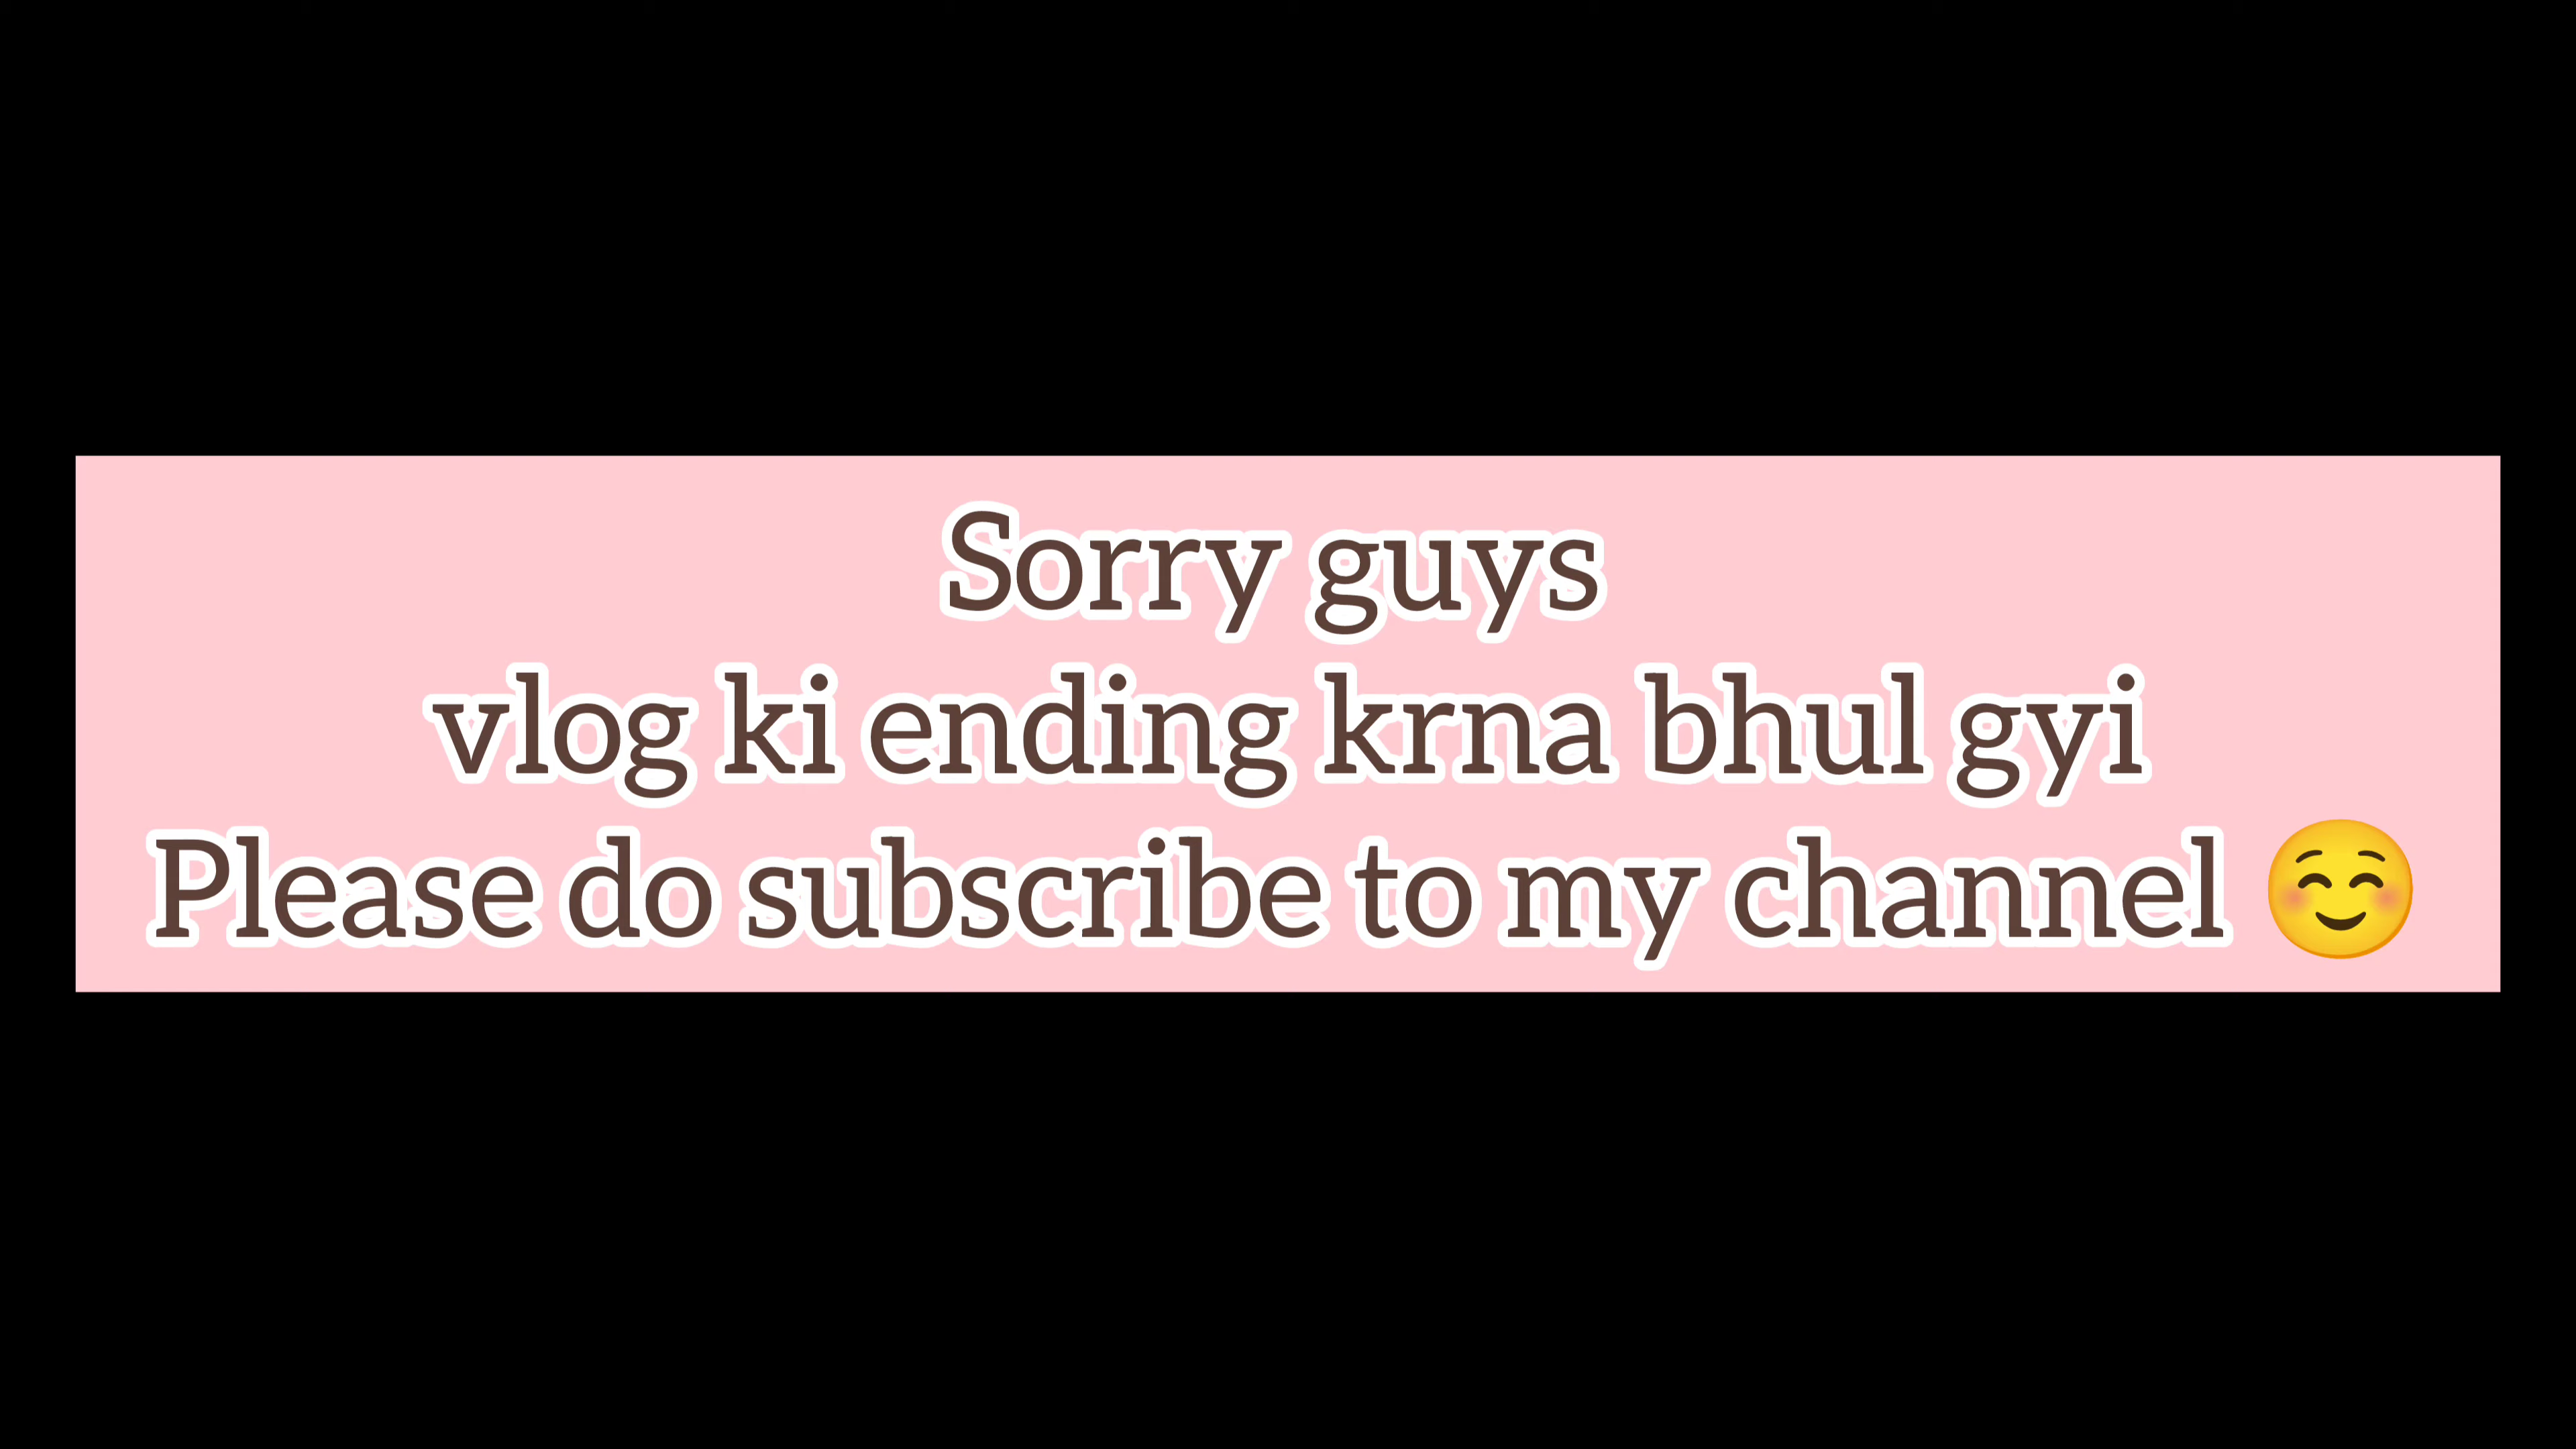 Sorry guys
vlog ki ending krna bhul gyi
Please do subscribe to my channel ☺️